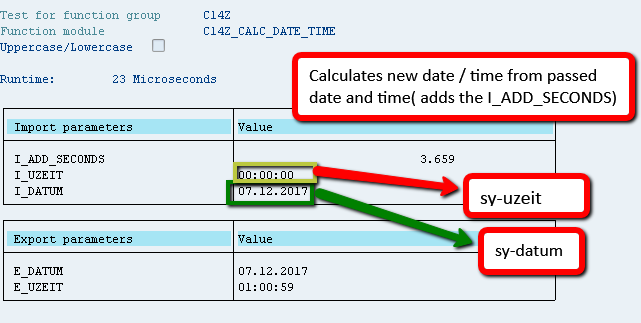 Test for function group C14Z
Function module C14Z_CALC_DATE_TIME
Uppercase/Lowercase
Runtime: 23 Microseconds
Calculates new date / time from passed
date and time( adds the I_ADD_SECONDS)
Import parameters Value
I_ADD_SECONDS 3.659
I_UZEIT 00:00:00
I_DATUM 07.12.2017
sy-uzeit
sy-datum
Export parameters Value
E_DATUM 07.12.2017
E_UZEIT 01:00:59